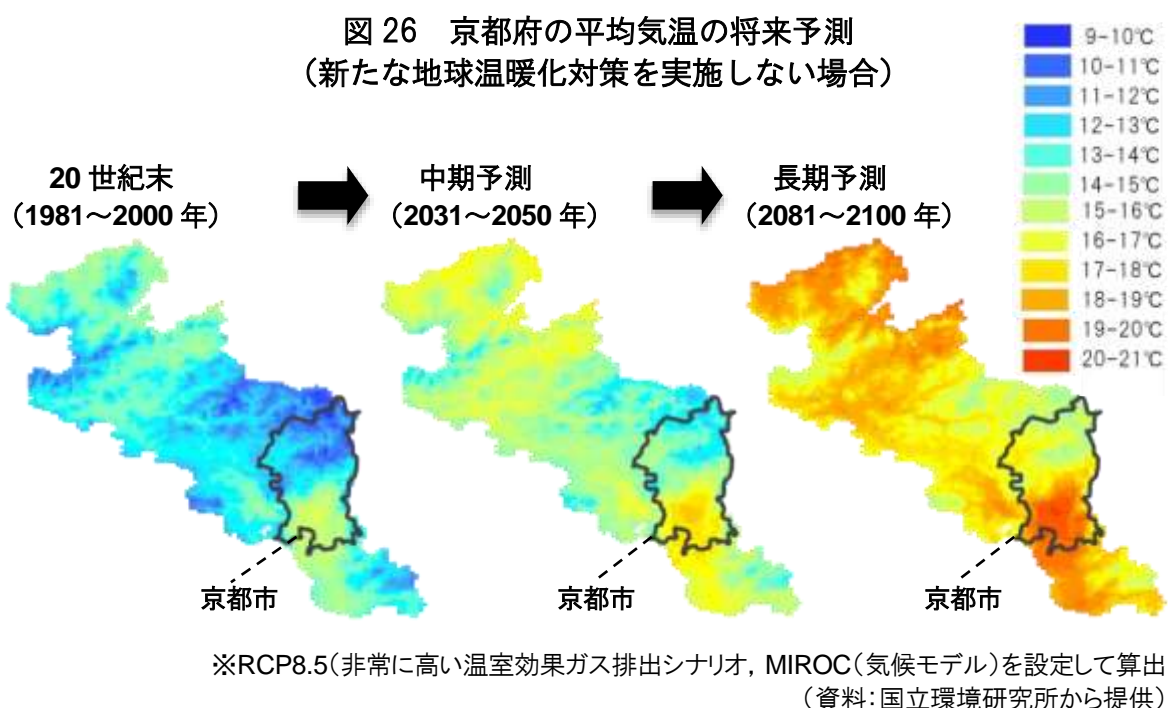 図 26　京都府の平均気温の将来予測
（新たな地球温暖化対策を実施しない場合）
20 世紀末
（1981～2000 年）
中期予測
（2031～2050 年）
長期予測
（2081～2100 年）
9-10℃
10-11℃
11-12℃
12-13℃
13-14℃
14-15℃
15-16℃
16-17℃
17-18℃
18-19℃
19-20℃
20-21℃
京都市
京都市
京都市
※RCP8.5（非常に高い温室効果ガス排出シナリオ，MIROC（気候モデル）を設定して算出
（資料：国立環境研究所から提供）